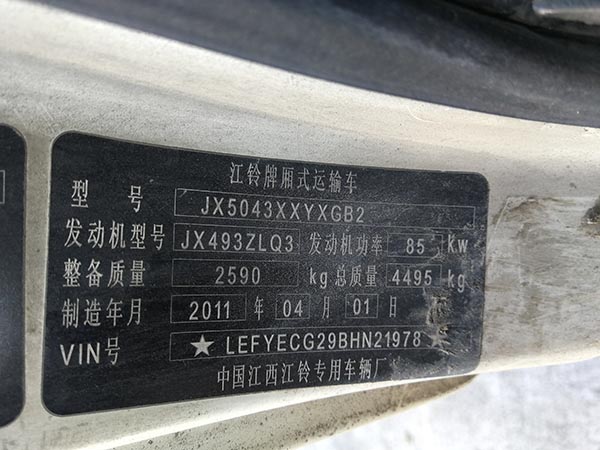 江铃牌厢式运输车
型 号 JX5043XXYXGB2
发动机型号 JX493ZLQ3 发动机功率 85 kw
整备质量 2590 kg 总质量 4495 kg
制造年月 2011 年 04 月 01 日
VIN号 ★ LEFYECG29BHN21978 ★
中国江西江铃专用车辆厂